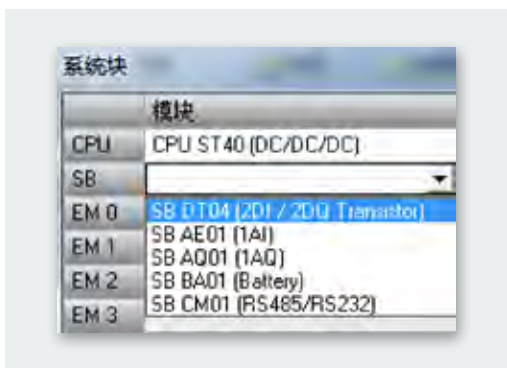 系统块
模块
CPU CPU ST40 (DC/DC/DC)
SB
EM 0 SB DT04 (2DI / 2DQ Transistor)
EM 1 SB AE01 (1AI)
SB AQ01 (1AQ)
EM 2 SB BA01 (Battery)
EM 3 SB CM01 (RS485/RS232)